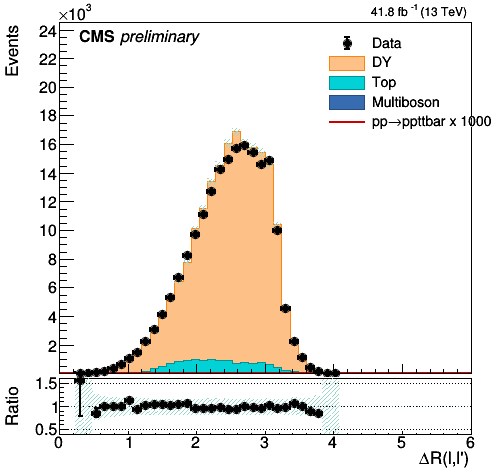 ×10³
41.8 fb⁻¹ (13 TeV)
Events
CMS preliminary
Data
DY
Top
Multiboson
pp→ppttbar x 1000
24
22
20
18
16
14
12
10
8
6
4
2
Ratio
1.5
1
0.5
0 1 2 3 4 5 6
ΔR(l,l')